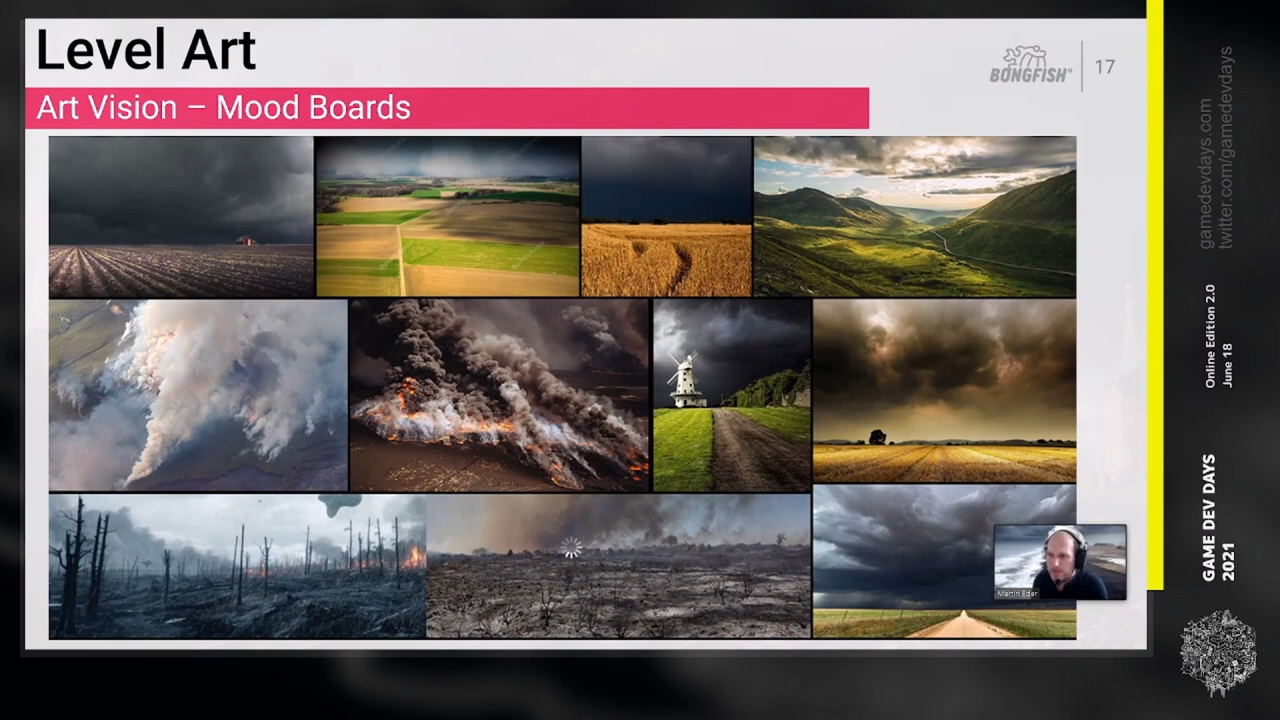 Level Art
BONGFISH
17
Art Vision – Mood Boards
Martin Eder
gamedevdays.com
twitter.com/gamedevdays
Online Edition 2.0
June 18
GAME DEV DAYS
2021